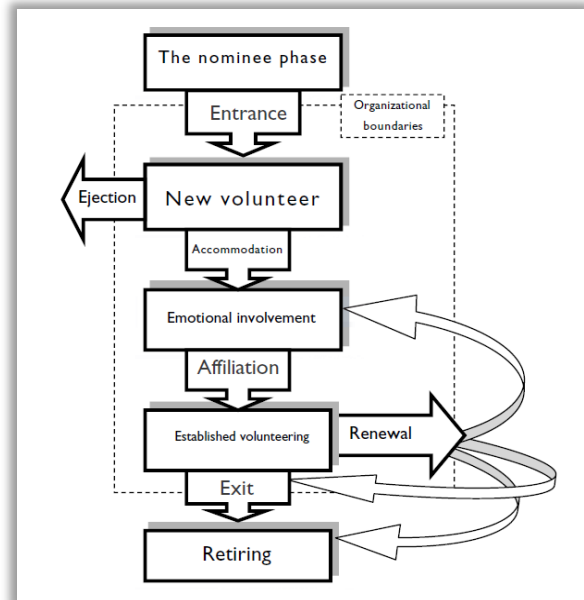 The nominee phase
Entrance
Organizational
boundaries
Ejection
New volunteer
Accommodation
Emotional involvement
Affiliation
Established volunteering
Renewal
Exit
Retiring